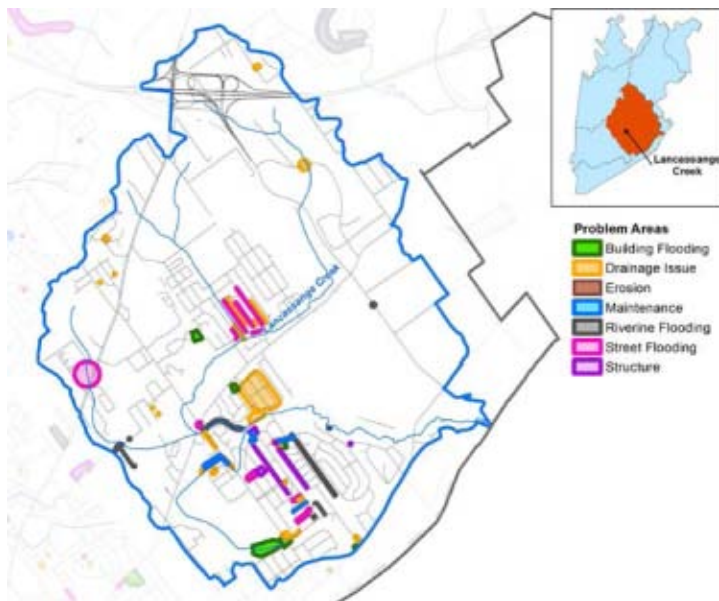 Lancassange
Creek
Problem Areas
Building Flooding
Drainage Issue
Erosion
Maintenance
Riverine Flooding
Street Flooding
Structure
Lancassange Creek